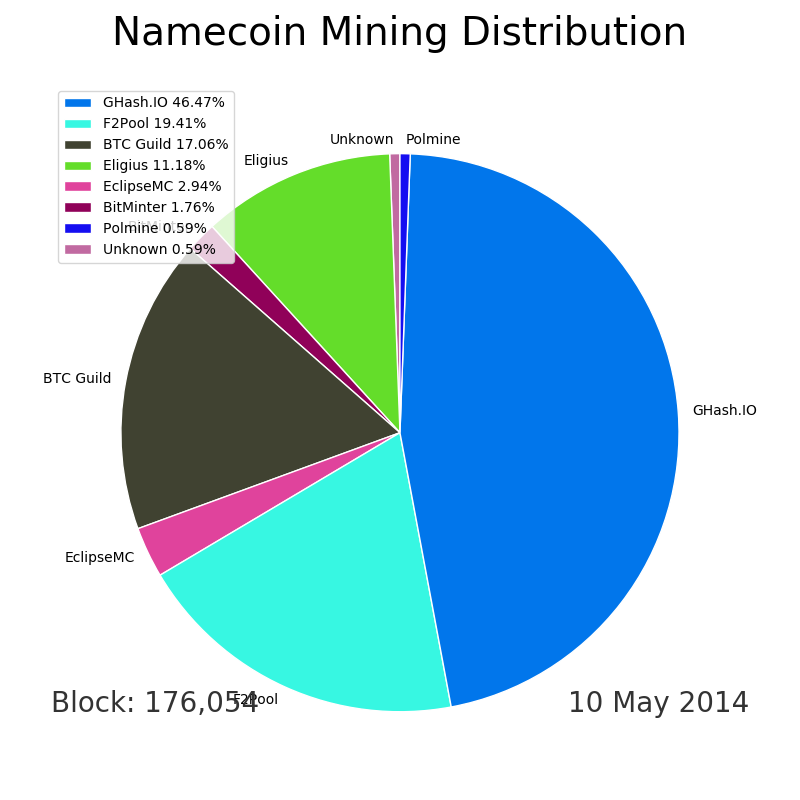 Namecoin Mining Distribution
GHash.IO 46.47%
F2Pool 19.41%
BTC Guild 17.06%
Eligius 11.18%
EclipseMC 2.94%
BitMinter 1.76%
Polmine 0.59%
Unknown 0.59%
Unknown
Polmine
Eligius
BitMinter
BTC Guild
GHash.IO
EclipseMC
F2Pool
Block: 176,054
10 May 2014